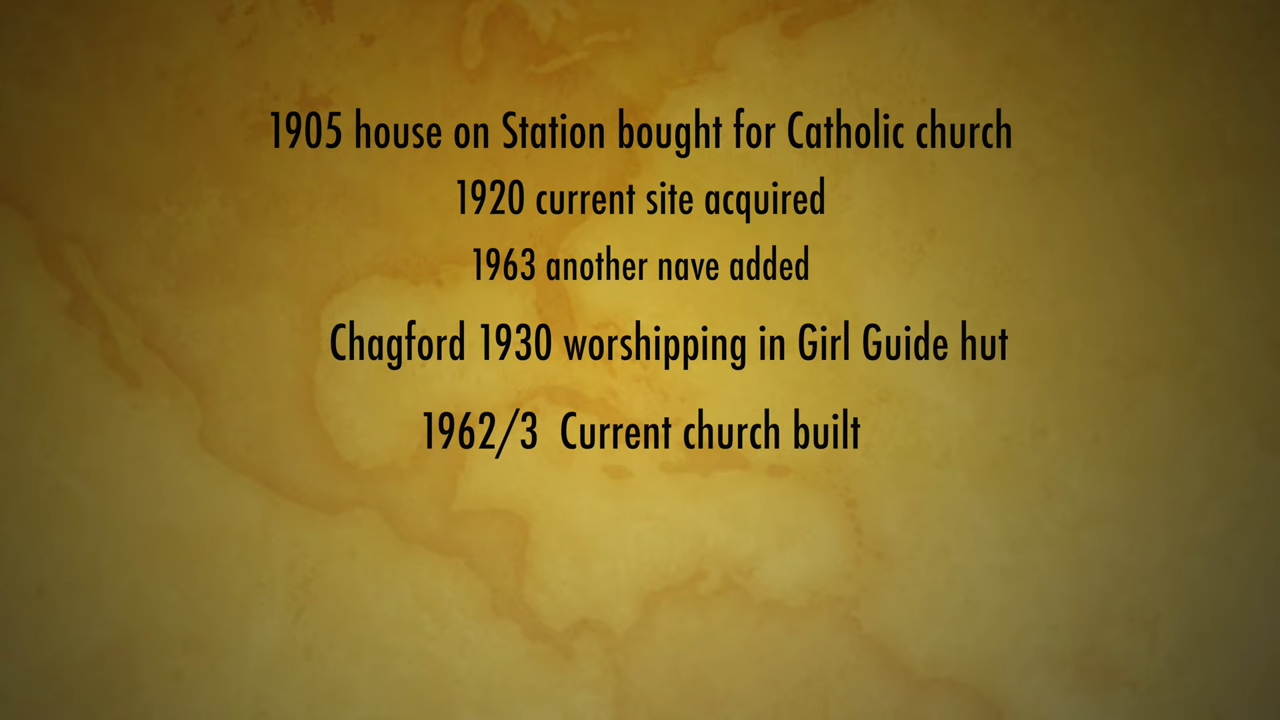 1905 house on Station bought for Catholic church
1920 current site acquired
1963 another nave added
Chagford 1930 worshipping in Girl Guide hut
1962/3  Current church built